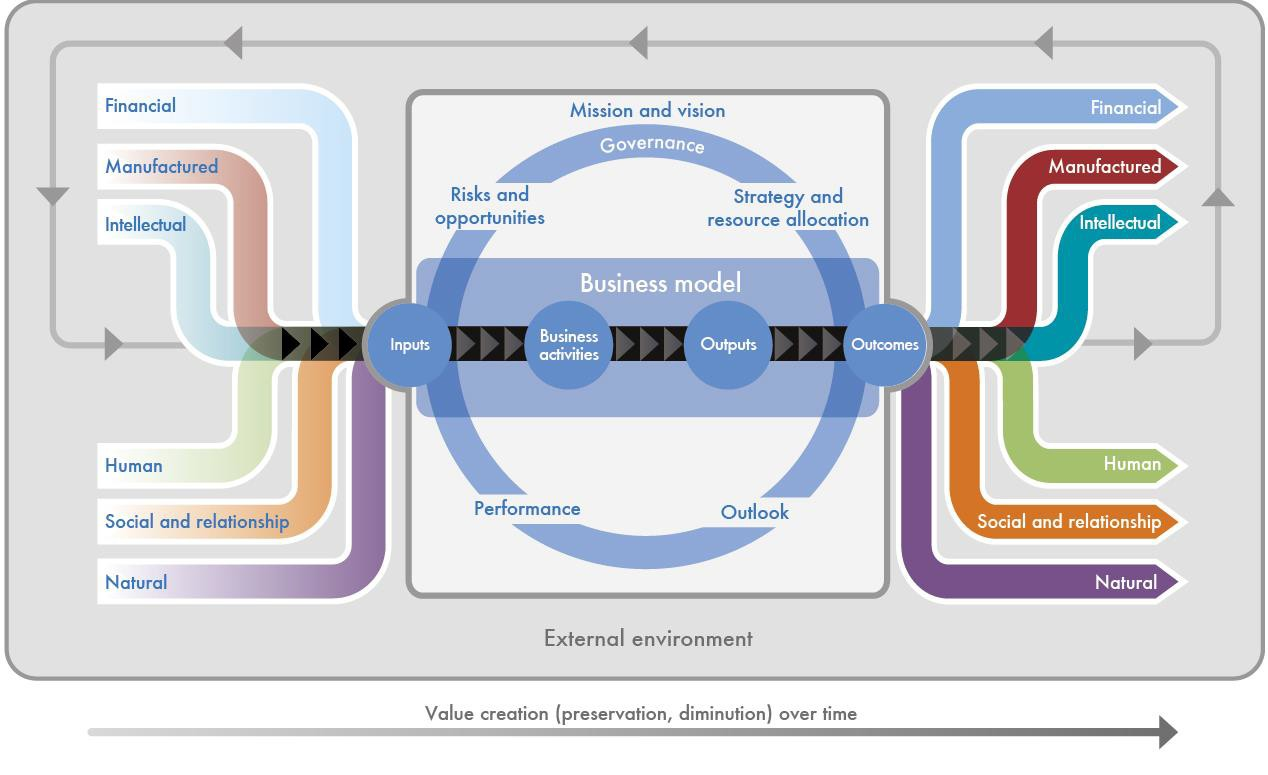 Financial
Manufactured
Intellectual
Human
Social and relationship
Natural
Mission and vision
Governance
Risks and
opportunities
Strategy and
resource allocation
Business model
Inputs
Business
activities
Outputs
Outcomes
Performance
Outlook
Financial
Manufactured
Intellectual
Human
Social and relationship
Natural
External environment
Value creation (preservation, diminution) over time